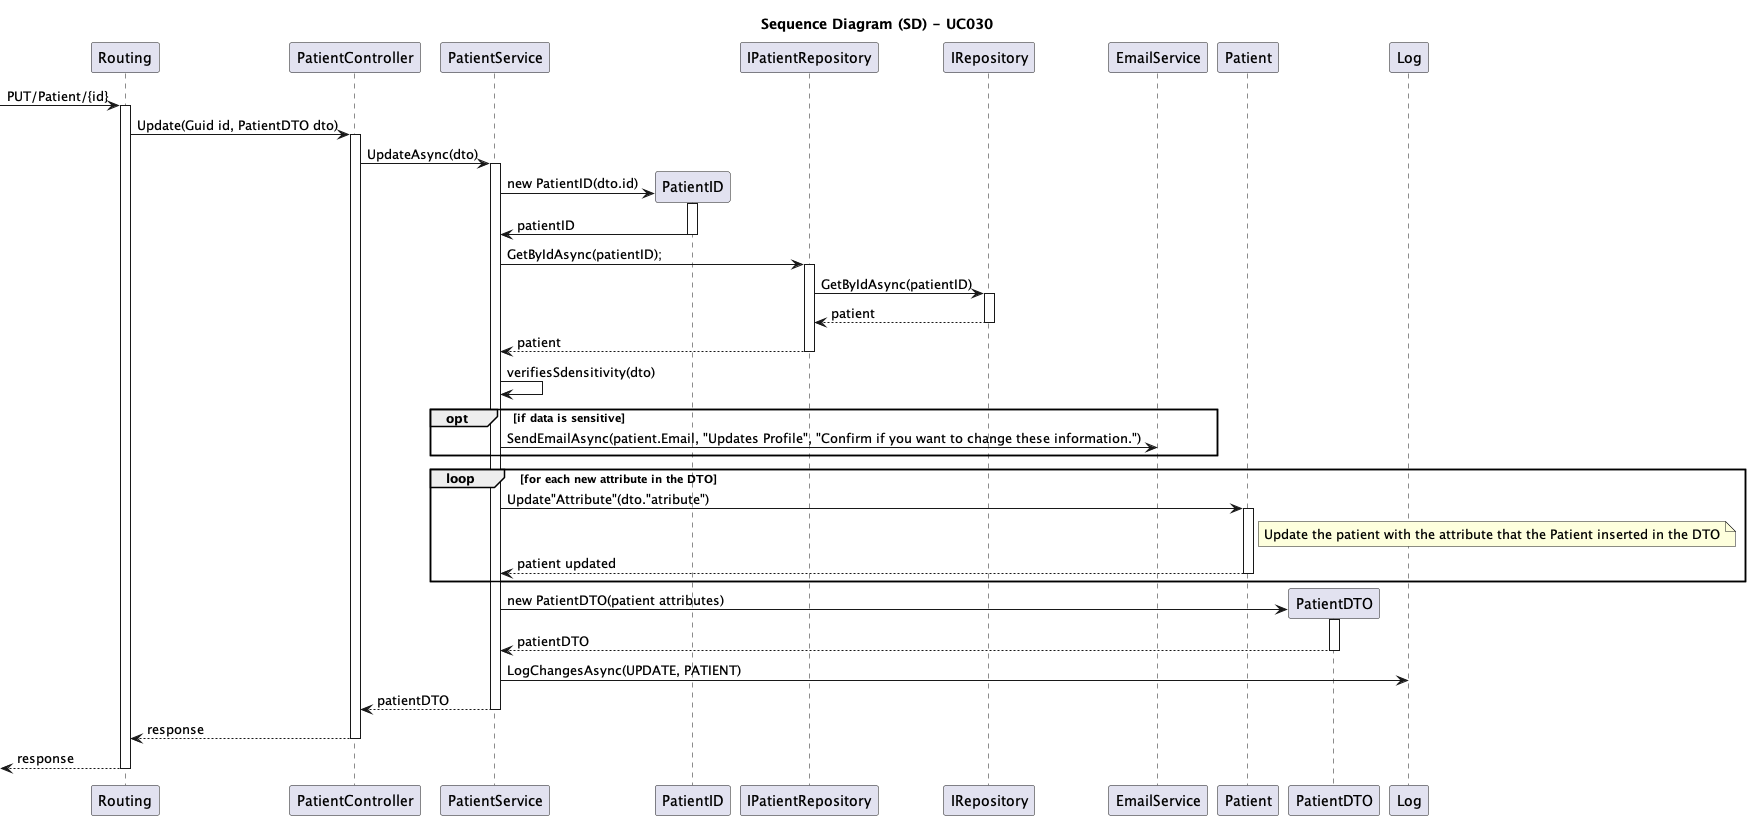 Sequence Diagram (SD) - UC030
Routing
PatientController
PatientService
IPatientRepository
IRepository
EmailService
Patient
Log
PUT/Patient/{id}
Update(Guid id, PatientDTO dto)
UpdateAsync(dto)
new PatientID(dto.id)
PatientID
patientID
GetByIdAsync(patientID);
GetByIdAsync(patientID)
patient
patient
verifiesSdensitivity(dto)
opt
[if data is sensitive]
SendEmailAsync(patient.Email, "Updates Profile", "Confirm if you want to change these information.")
loop
[for each new attribute in the DTO]
Update"Attribute"(dto."atribute")
Update the patient with the attribute that the Patient inserted in the DTO
patient updated
new PatientDTO(patient attributes)
PatientDTO
patientDTO
LogChangesAsync(UPDATE, PATIENT)
patientDTO
response
response
Routing
PatientController
PatientService
PatientID
IPatientRepository
IRepository
EmailService
Patient
PatientDTO
Log